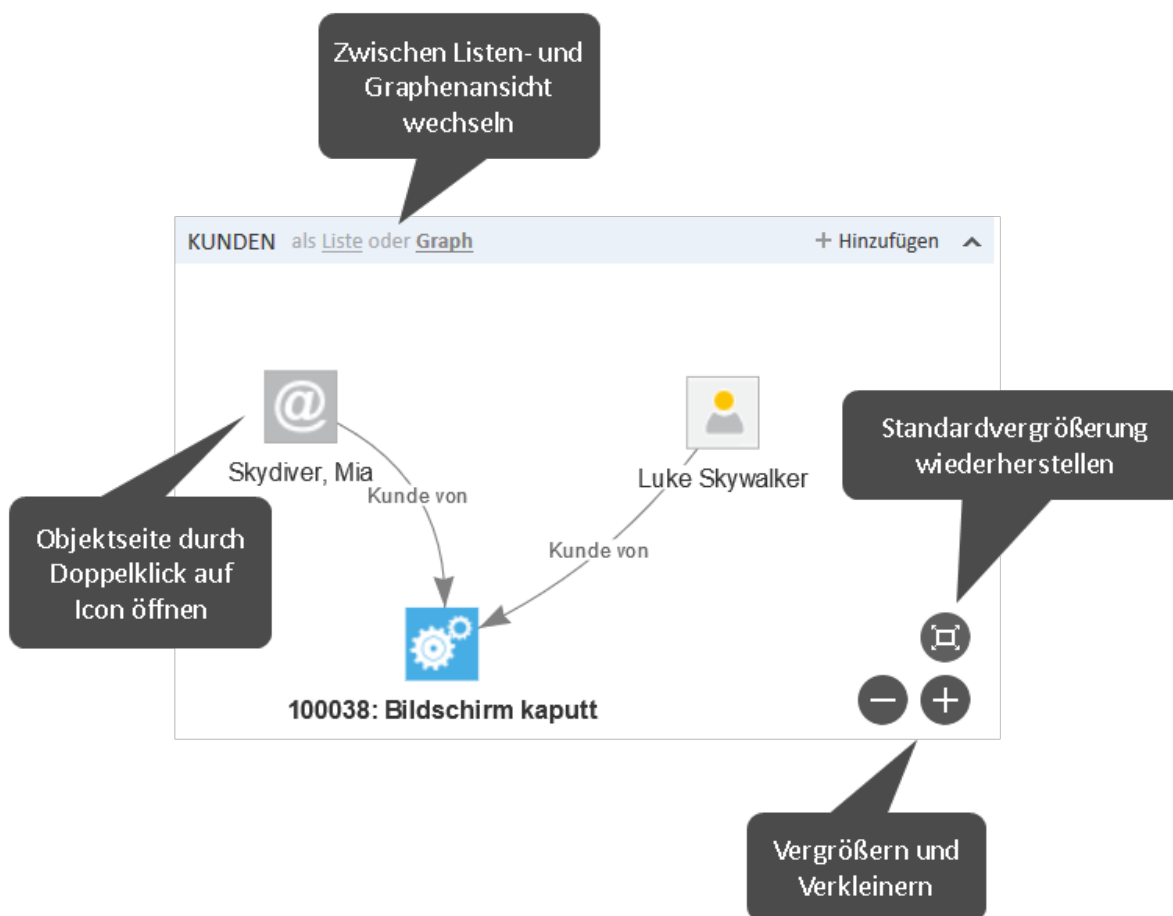 Zwischen Listen- und
Graphenansicht
wechseln
KUNDEN als Liste oder Graph + Hinzufügen
Skydiver, Mia
Luke Skywalker
Kunde von
Kunde von
100038: Bildschirm kaputt
Standardvergrößerung
wiederherstellen
Objektseite durch
Doppelklick auf
Icon öffnen
Vergrößern und
Verkleinern